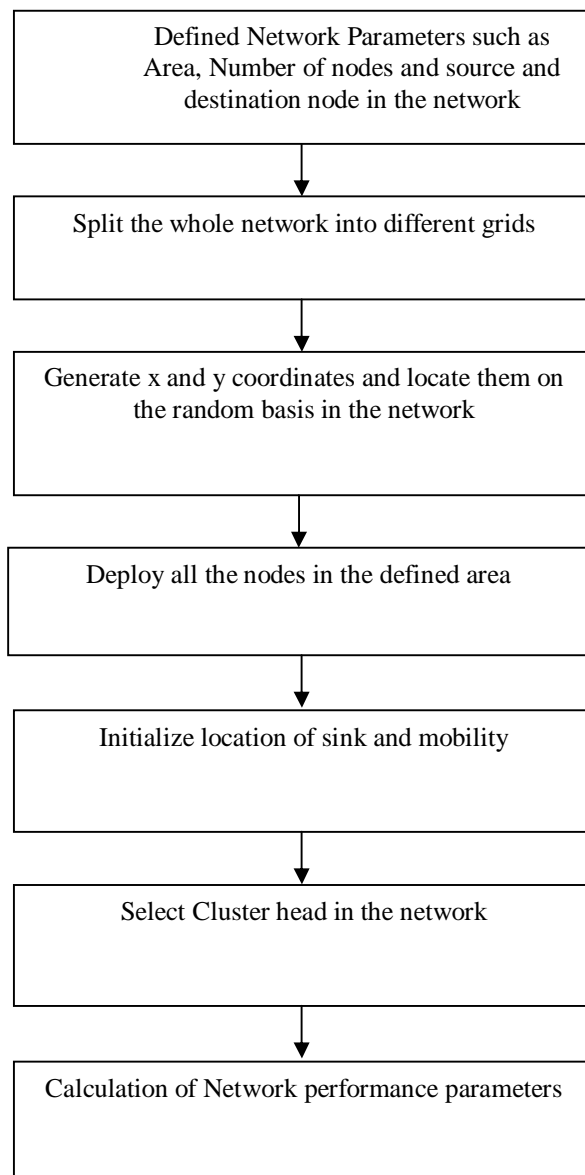 Defined Network Parameters such as
Area, Number of nodes and source and
destination node in the network
Split the whole network into different grids
Generate x and y coordinates and locate them on
the random basis in the network
Deploy all the nodes in the defined area
Initialize location of sink and mobility
Select Cluster head in the network
Calculation of Network performance parameters